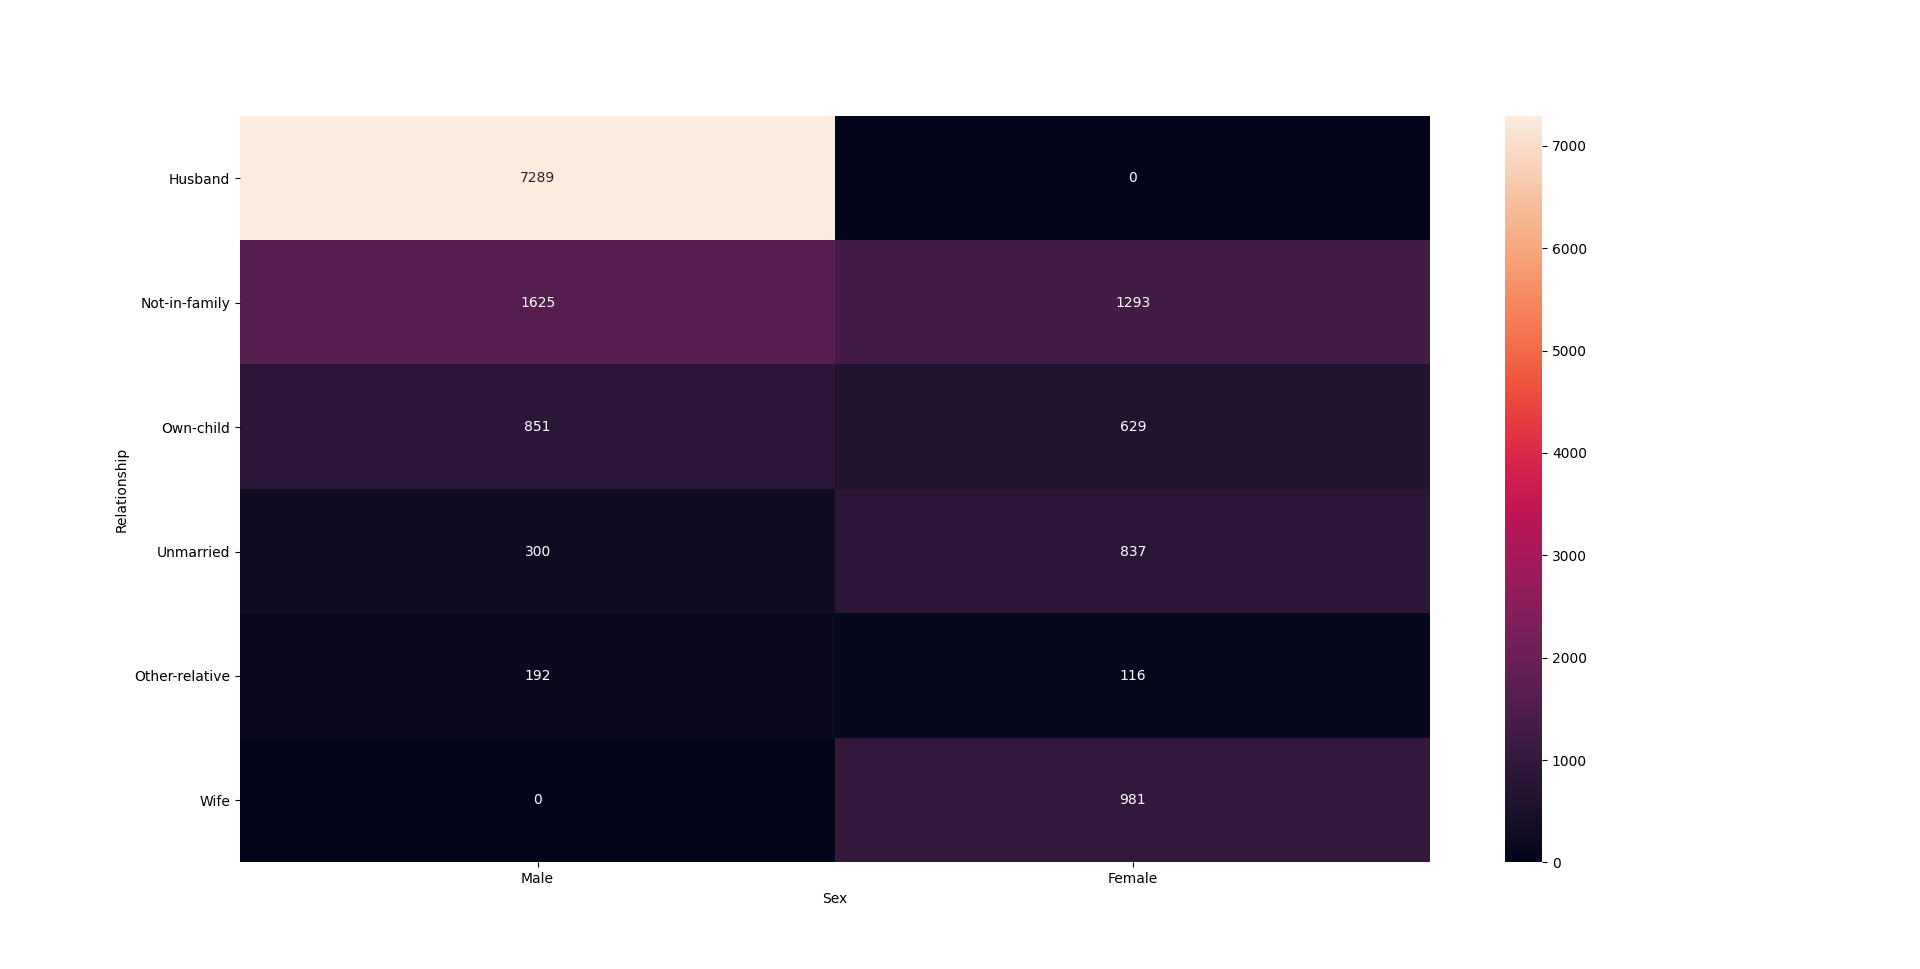 Relationship
Husband 7289 0
Not-in-family 1625 1293
Own-child 851 629
Unmarried 300 837
Other-relative 192 116
Wife 0 981
Male Female
Sex
7000
6000
5000
4000
3000
2000
1000
0